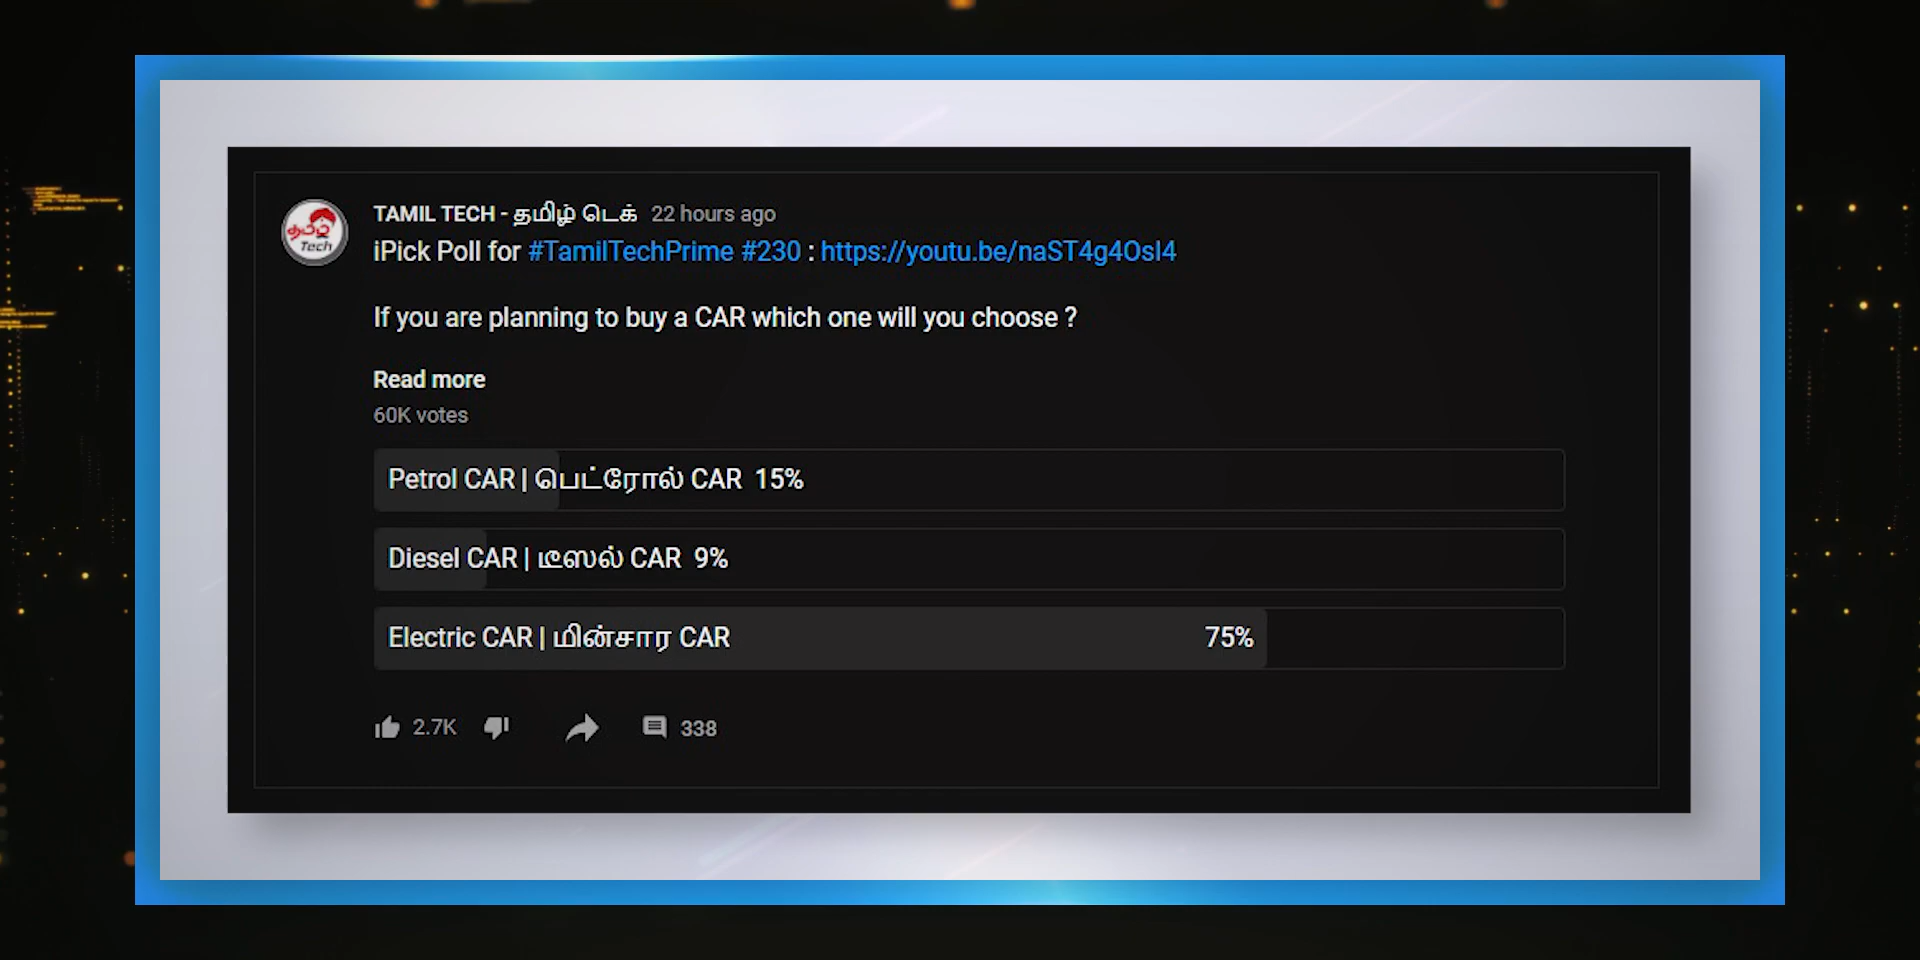 தமிழ்
Tech
TAMIL TECH - தமிழ் டெக் 22 hours ago
iPick Poll for #TamilTechPrime #230 : https://youtu.be/naST4g4OsI4
If you are planning to buy a CAR which one will you choose ?
Read more
60K votes
Petrol CAR | பெட்ரோல் CAR 15%
Diesel CAR | டீஸல் CAR 9%
Electric CAR | மின்சார CAR 75%
2.7K 338